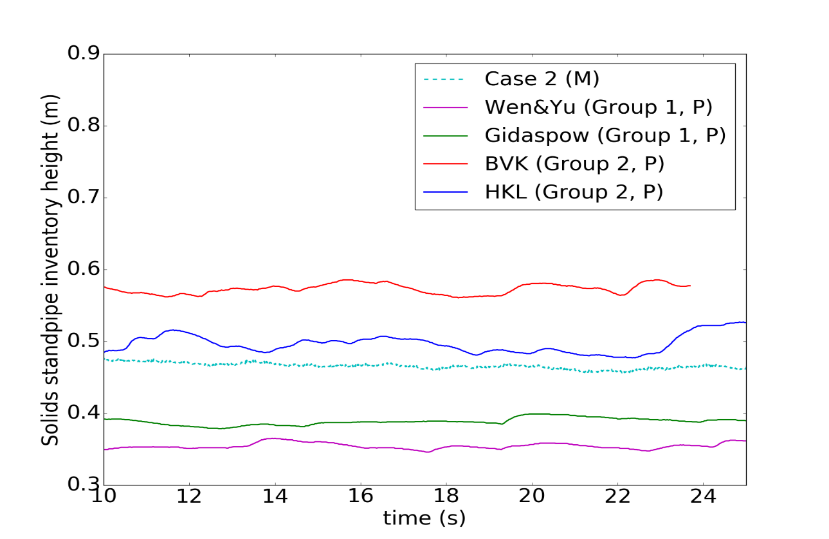 0.9
0.8
0.7
0.6
0.5
0.4
0.3
Solids standpipe inventory height (m)
Case 2 (M)
Wen&Yu (Group 1, P)
Gidaspow (Group 1, P)
BVK (Group 2, P)
HKL (Group 2, P)
10 12 14 16 18 20 22 24
time (s)